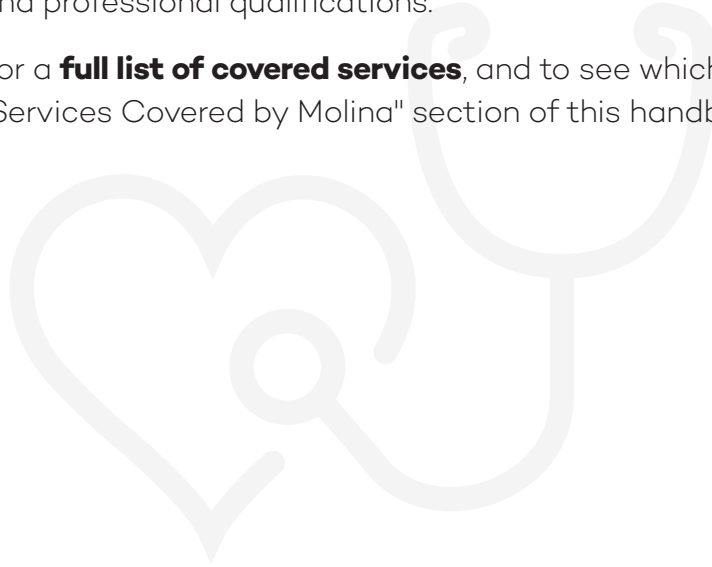 nd professional qualifications.
or a full list of covered services, and to see which
Services Covered by Molina" section of this handb